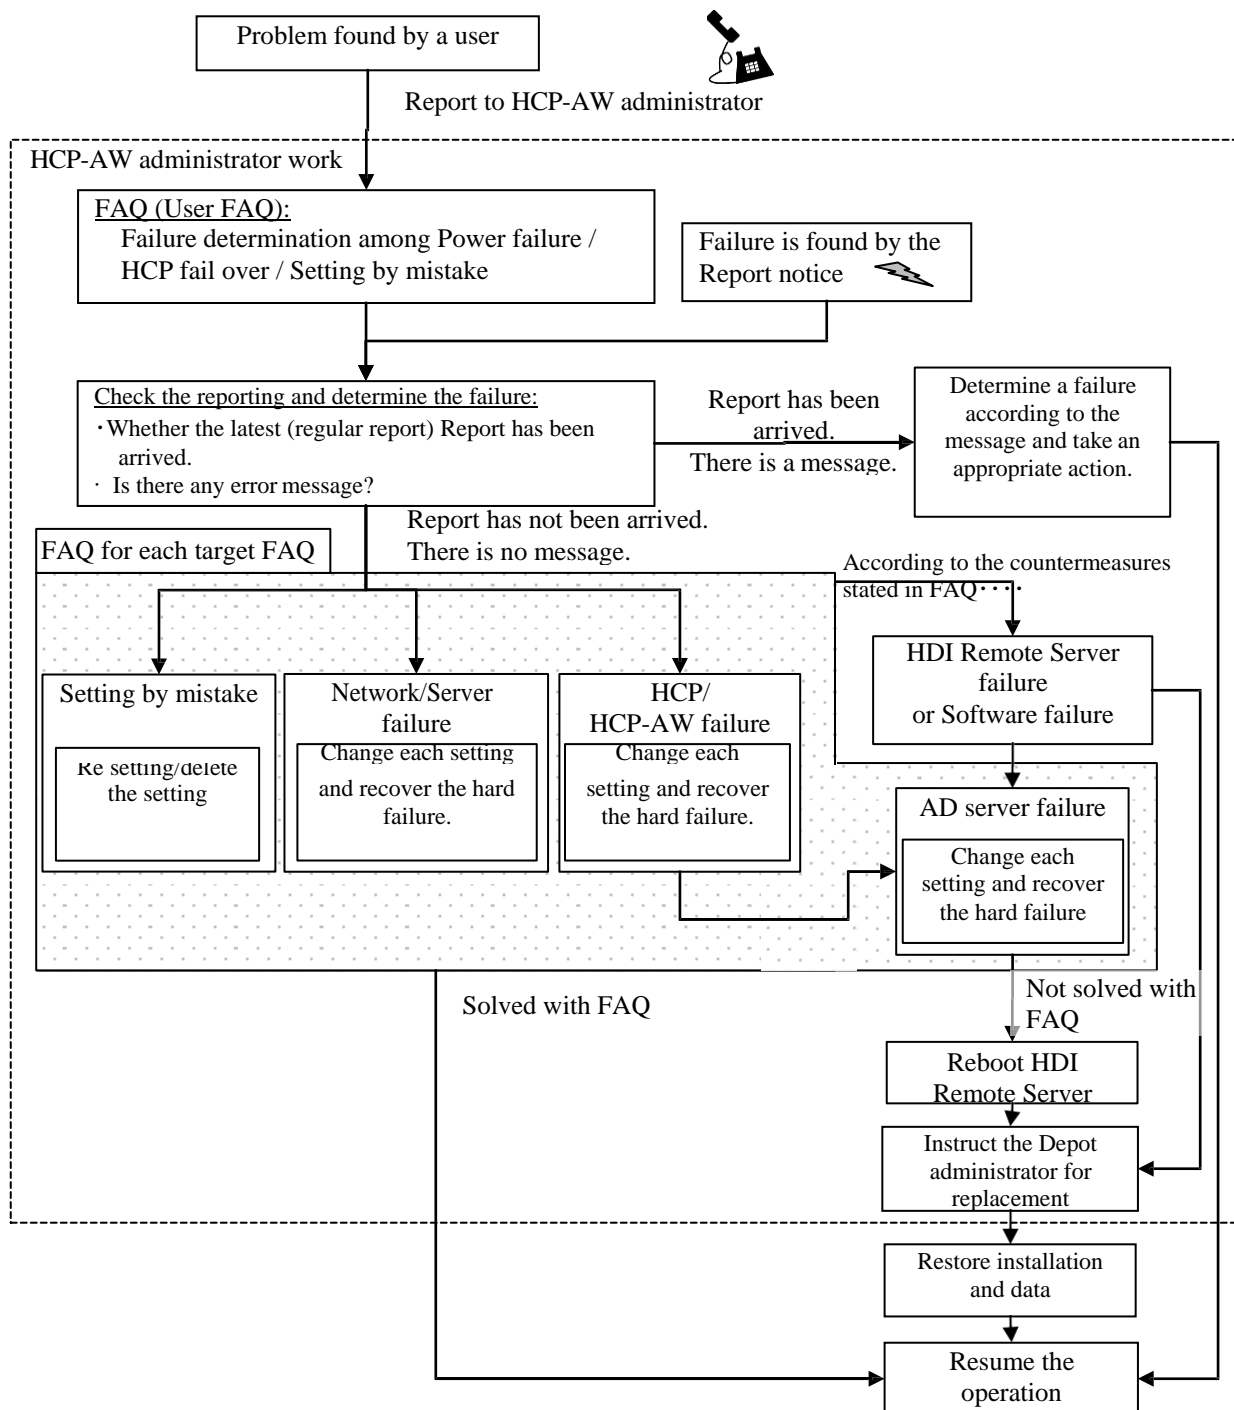 Problem found by a user
Report to HCP-AW administrator
HCP-AW administrator work
FAQ (User FAQ):
Failure determination among Power failure /
HCP fail over / Setting by mistake
Failure is found by the
Report notice
Check the reporting and determine the failure:
・Whether the latest (regular report) Report has been
arrived.
・ Is there any error message?
Report has been
arrived.
There is a message.
Determine a failure
according to the
message and take an
appropriate action.
Report has not been arrived.
There is no message.
FAQ for each target FAQ
According to the countermeasures
stated in FAQ・・・・
Setting by mistake
Re setting/delete
the setting
Network/Server
failure
Change each setting
and recover the hard
failure.
HCP/
HCP-AW failure
Change each
setting and recover
the hard failure.
HDI Remote Server
failure
or Software failure
AD server failure
Change each
setting and recover
the hard failure
Solved with FAQ
Not solved with
FAQ
Reboot HDI
Remote Server
Instruct the Depot
administrator for
replacement
Restore installation
and data
Resume the
operation